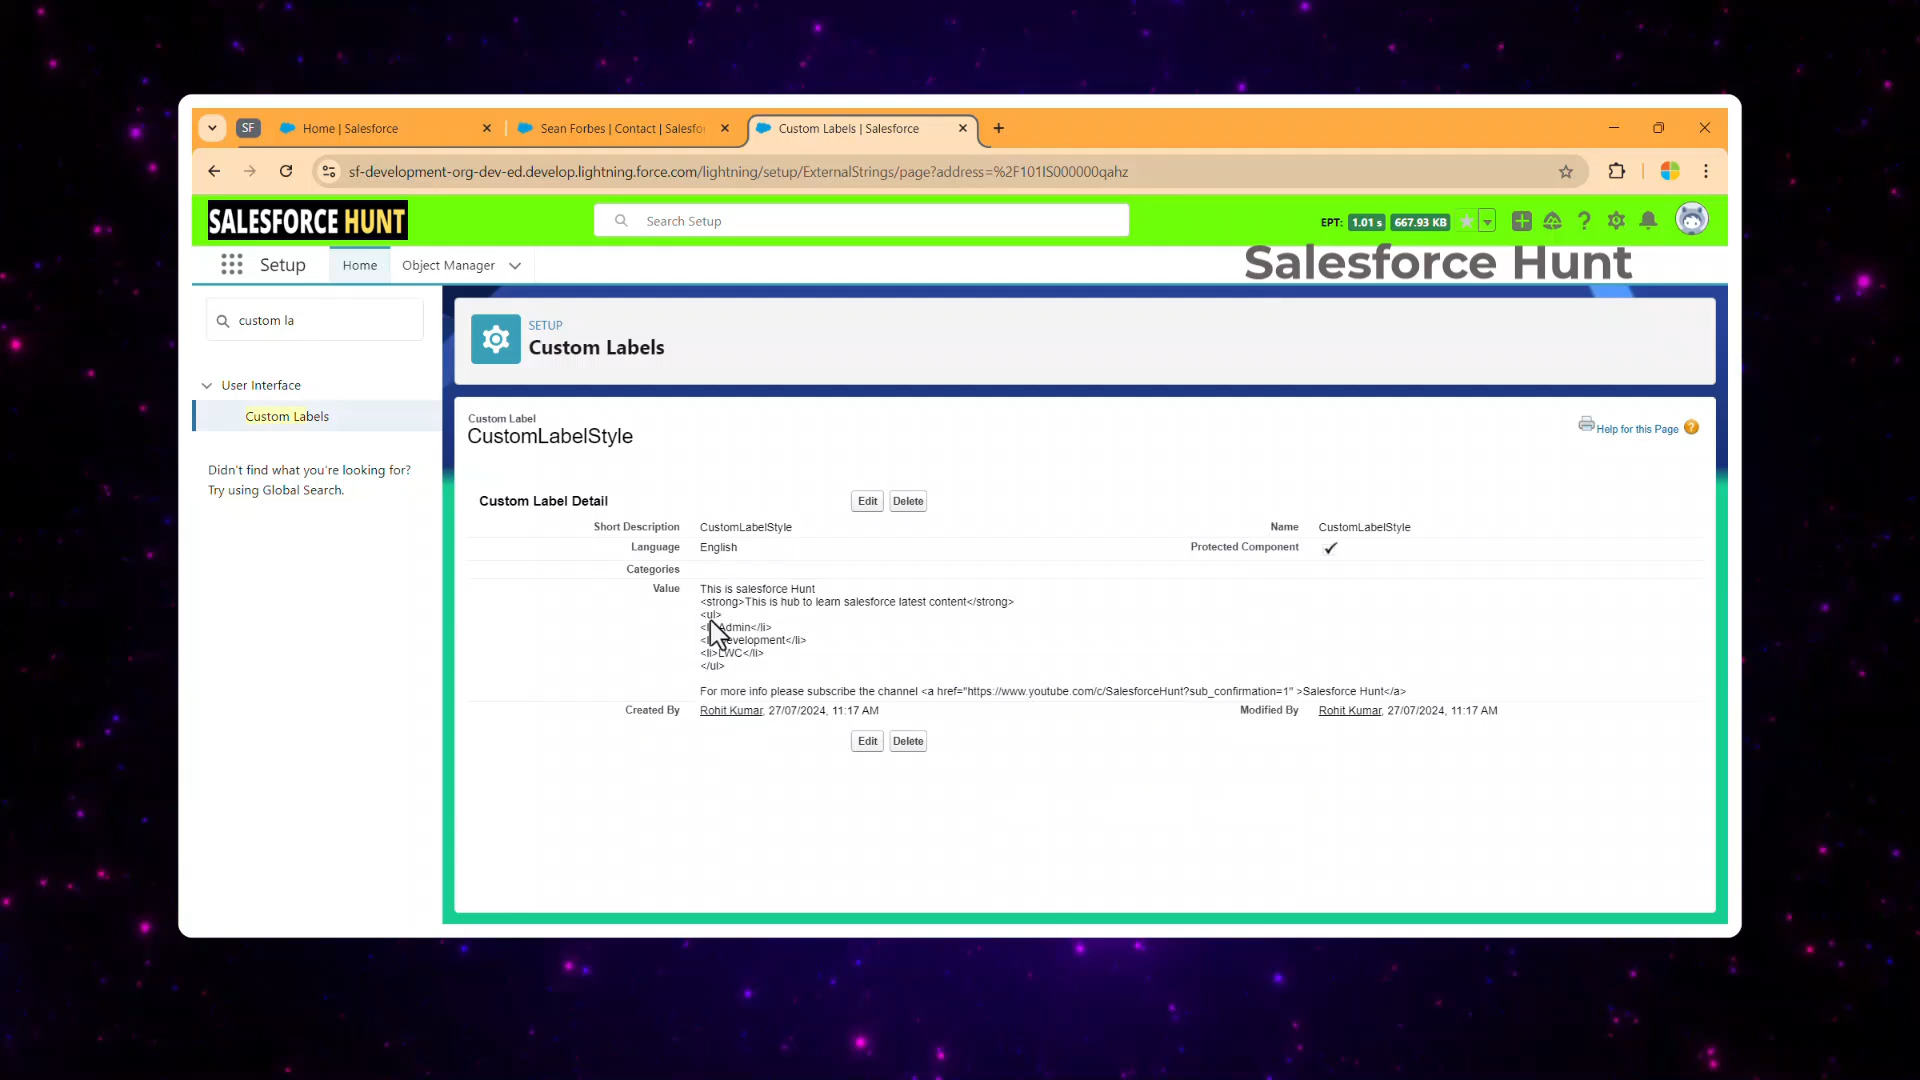 SF
Home | Salesforce
Sean Forbes | Contact | Salesfo
Custom Labels | Salesforce
sf-development-org-dev-ed.develop.lightning.force.com/lightning/setup/ExternalStrings/page?address=%2F101IS000000qahz
SALESFORCE HUNT
Search Setup
EPT: 1.01 s 667.93 KB
Setup
Home
Object Manager
Salesforce Hunt
custom la
User Interface
Custom Labels
Didn't find what you're looking for?
Try using Global Search.
SETUP
Custom Labels
Custom Label
CustomLabelStyle
Help for this Page
Custom Label Detail
Edit
Delete
Short Description CustomLabelStyle
Name CustomLabelStyle
Language English
Protected Component
Categories
Value This is salesforce Hunt
<strong>This is hub to learn salesforce latest content</strong>
<ul>
Admin</li>
evelopment</li>
<li>LWC</li>
</ul>
For more info please subscribe the channel <a href="https://www.youtube.com/c/SalesforceHunt?sub_confirmation=1" >Salesforce Hunt</a>
Created By Rohit Kumar, 27/07/2024, 11:17 AM
Modified By Rohit Kumar, 27/07/2024, 11:17 AM
Edit
Delete